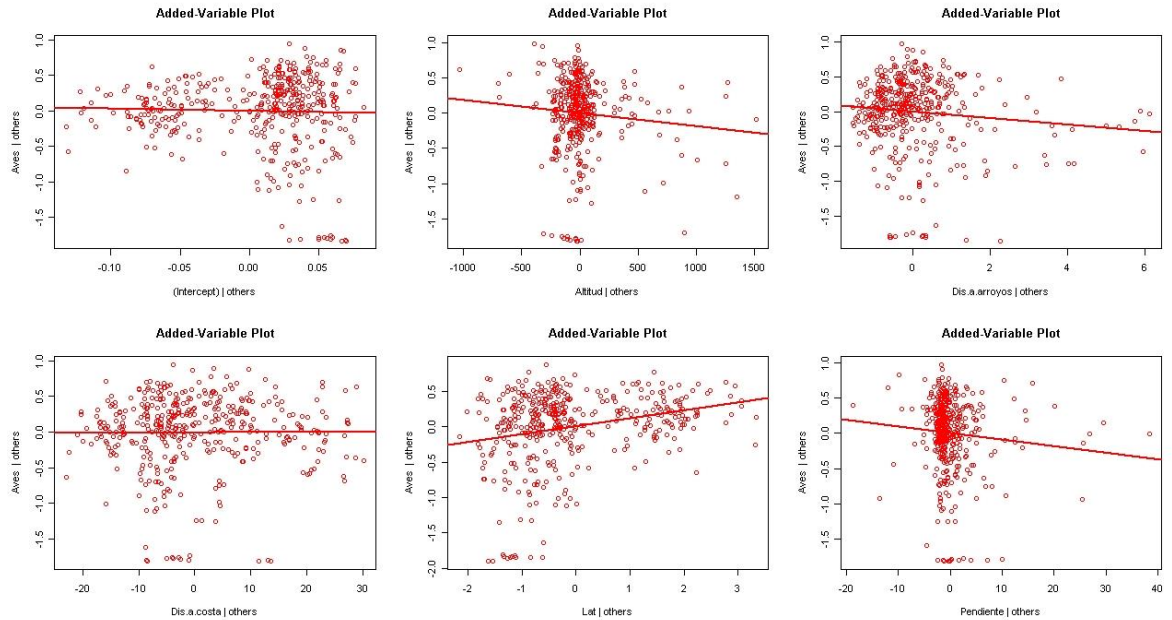 Added-Variable Plot
Aves | others
1.0
0.5
0.0
-0.5
-1.0
-1.5
-0.10 -0.05 0.00 0.05
(Intercept) | others
Added-Variable Plot
Aves | others
1.0
0.5
0.0
-0.5
-1.0
-1.5
-1000 -500 0 500 1000 1500
Altitud | others
Added-Variable Plot
Aves | others
1.0
0.5
0.0
-0.5
-1.0
-1.5
0 2 4 6
Dis.a.arroyos | others
Added-Variable Plot
Aves | others
1.0
0.5
0.0
-0.5
-1.0
-1.5
-20 -10 0 10 20 30
Dis.a.costa | others
Added-Variable Plot
Aves | others
0.5
0.0
-0.5
-1.0
-1.5
-2.0
-2 -1 0 1 2 3
Lat | others
Added-Variable Plot
Aves | others
1.0
0.5
0.0
-0.5
-1.0
-1.5
-20 -10 0 10 20 30 40
Pendiente | others